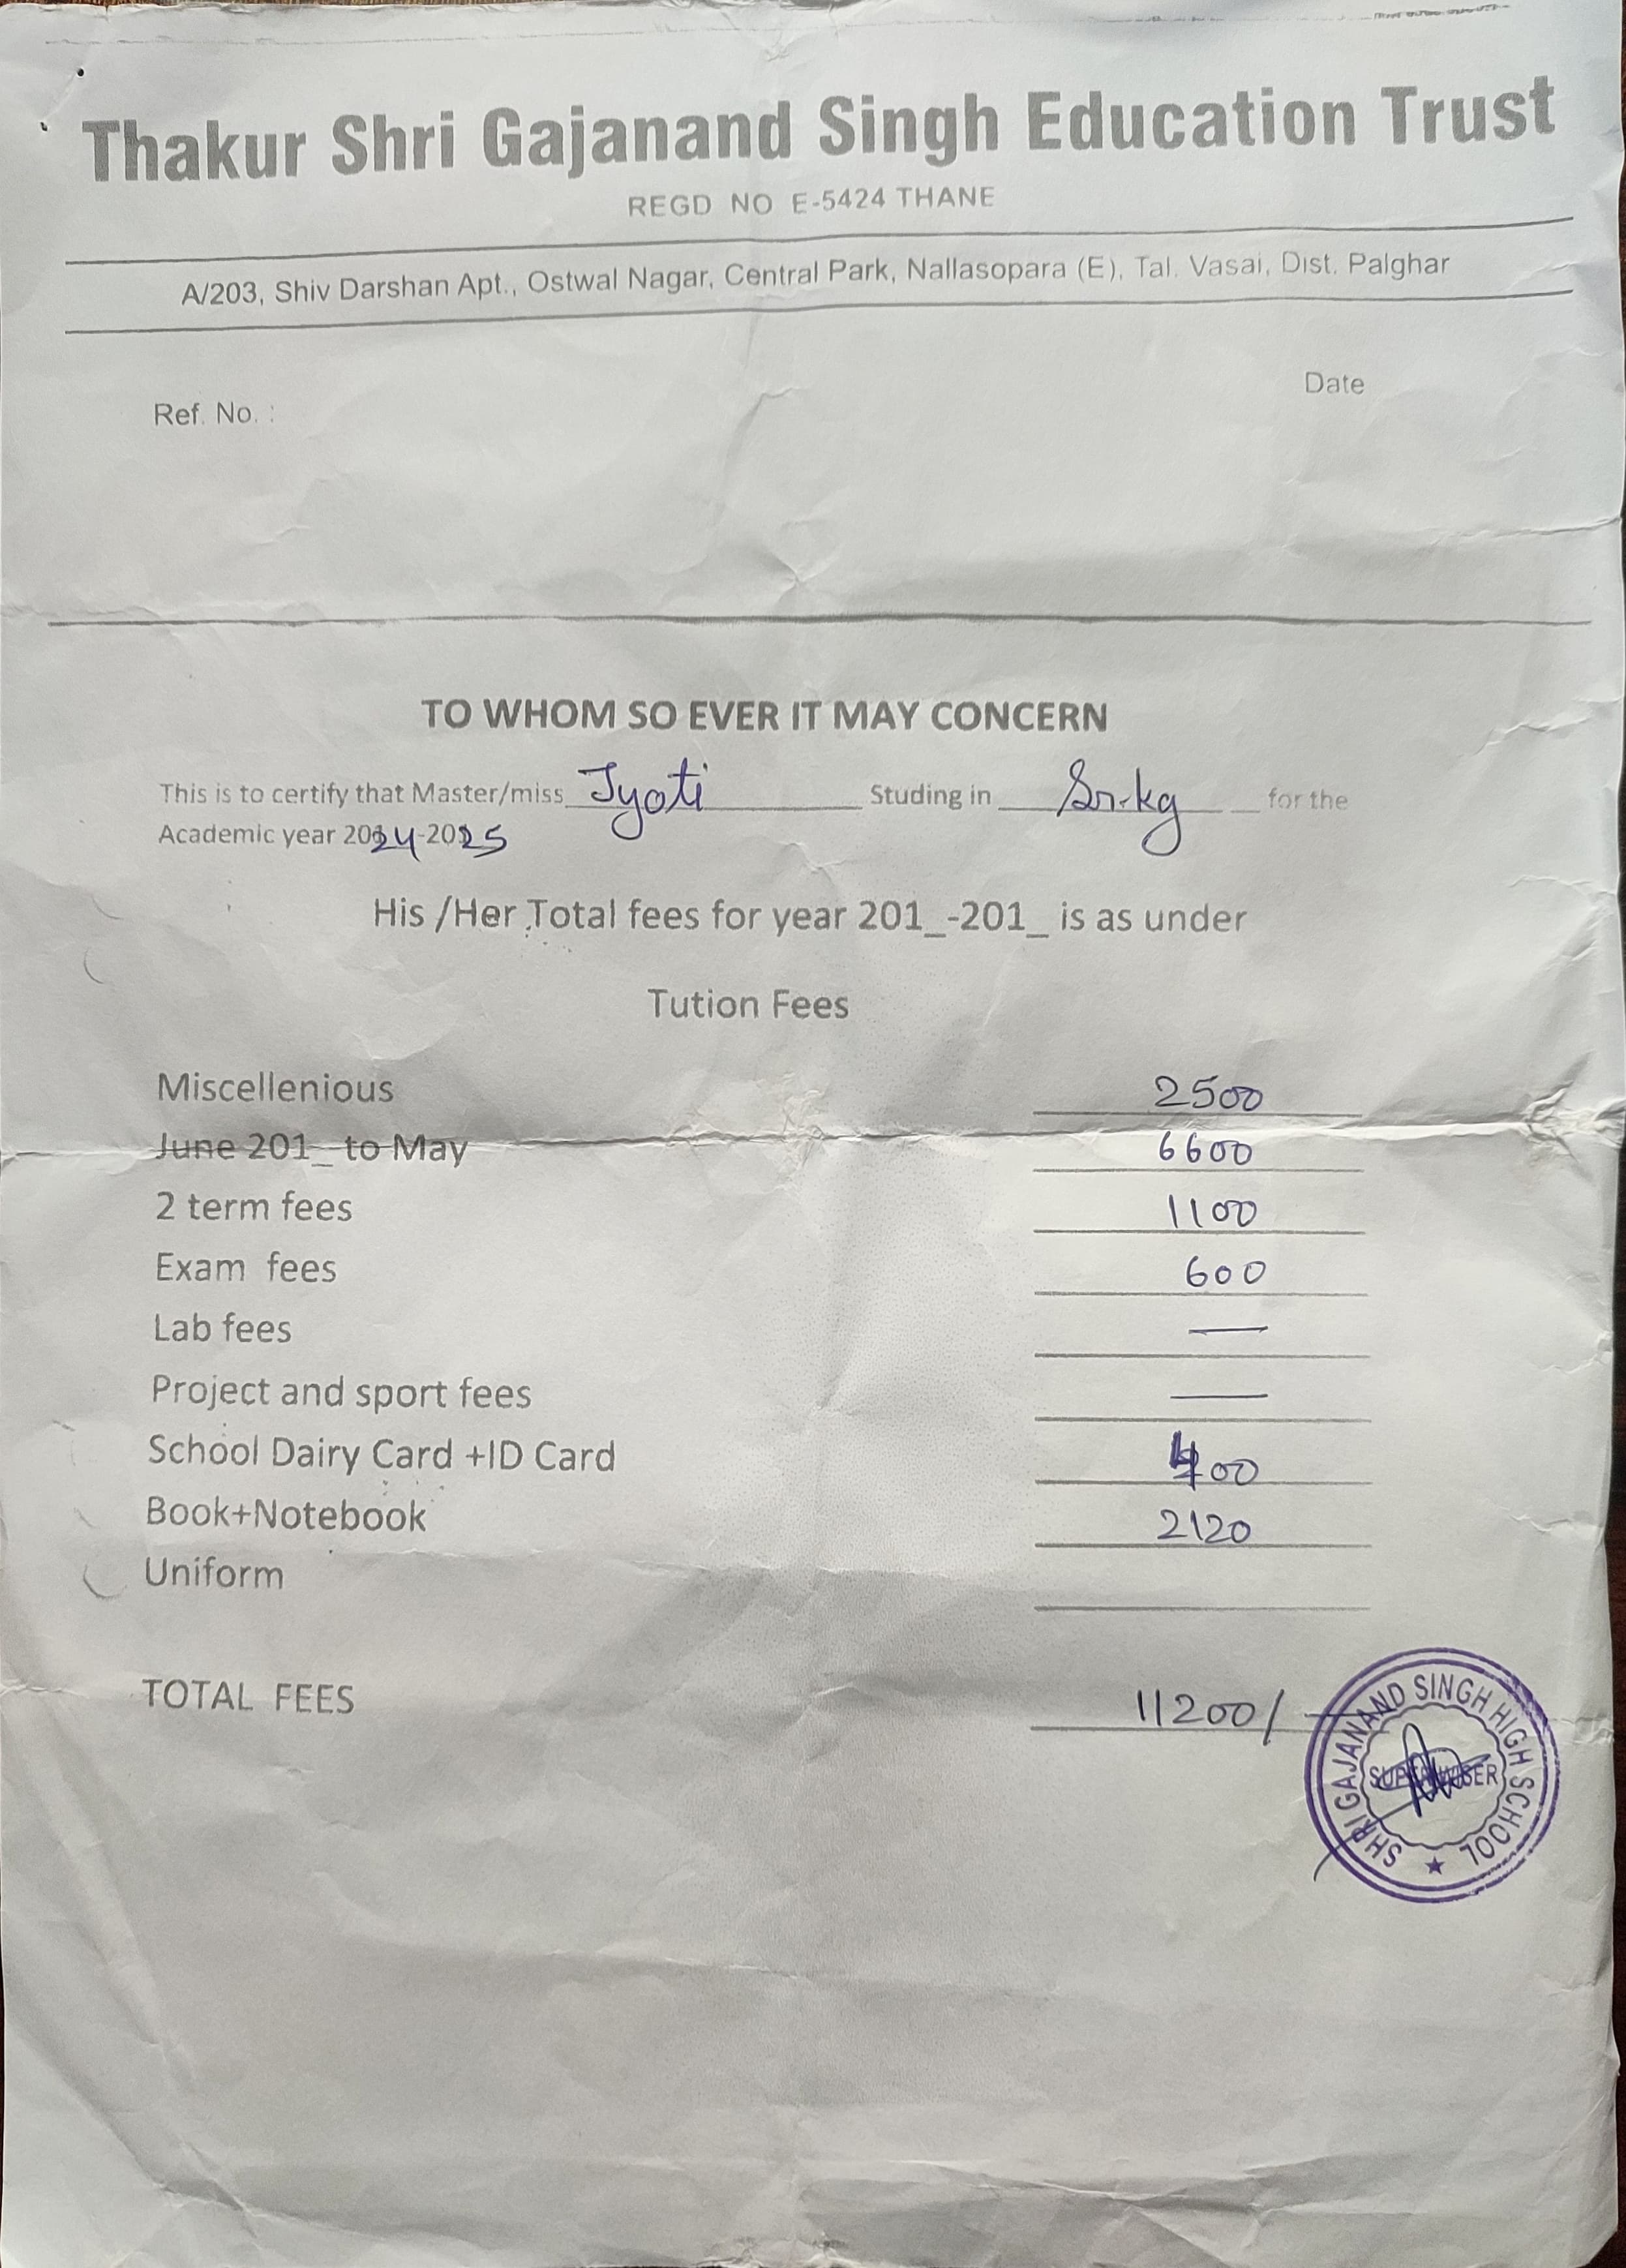 Thakur Shri Gajanand Singh Education Trust
REGD NO E-5424 THANE
A/203, Shiv Darshan Apt., Ostwal Nagar, Central Park, Nallasopara (E), Tal. Vasai, Dist. Palghar
Date
Ref. No. :
TO WHOM SO EVER IT MAY CONCERN
This is to certify that Master/miss Jyoti Studing in Sr.kg for the
Academic year 2024-2025
His /Her Total fees for year 201_-201_ is as under
Tution Fees
Miscellenious 2500
June 201_ to May 6600
2 term fees 1100
Exam fees 600
Lab fees —
Project and sport fees —
School Dairy Card +ID Card 400
Book+Notebook 2120
Uniform
TOTAL FEES 11200/-
SHRI GAJANAND SINGH HIGH SCHOOL
SUPERWISER